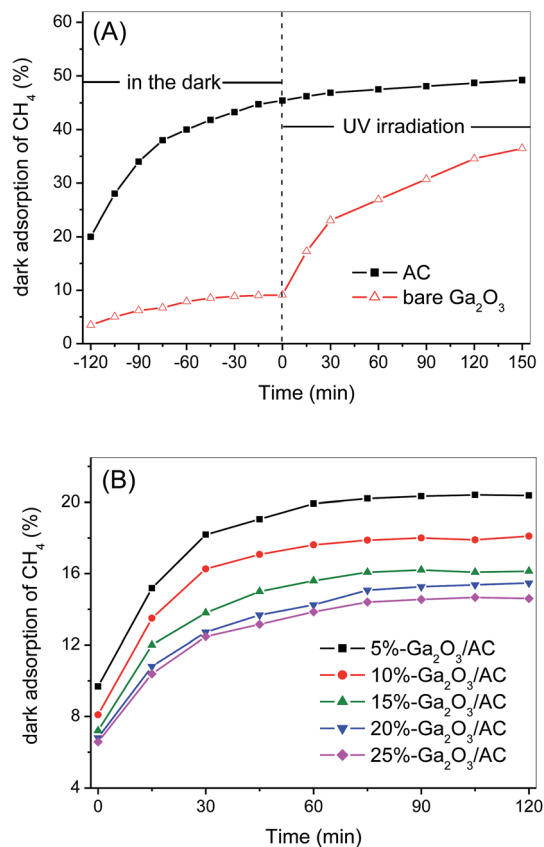 (A)
dark adsorption of CH4 (%)
60
50
40
30
20
10
0
in the dark
UV irradiation
AC
bare Ga2O3
-120 -90 -60 -30 0 30 60 90 120 150
Time (min)
(B)
dark adsorption of CH4 (%)
20
16
12
8
4
5%-Ga2O3/AC
10%-Ga2O3/AC
15%-Ga2O3/AC
20%-Ga2O3/AC
25%-Ga2O3/AC
0 30 60 90 120
Time (min)